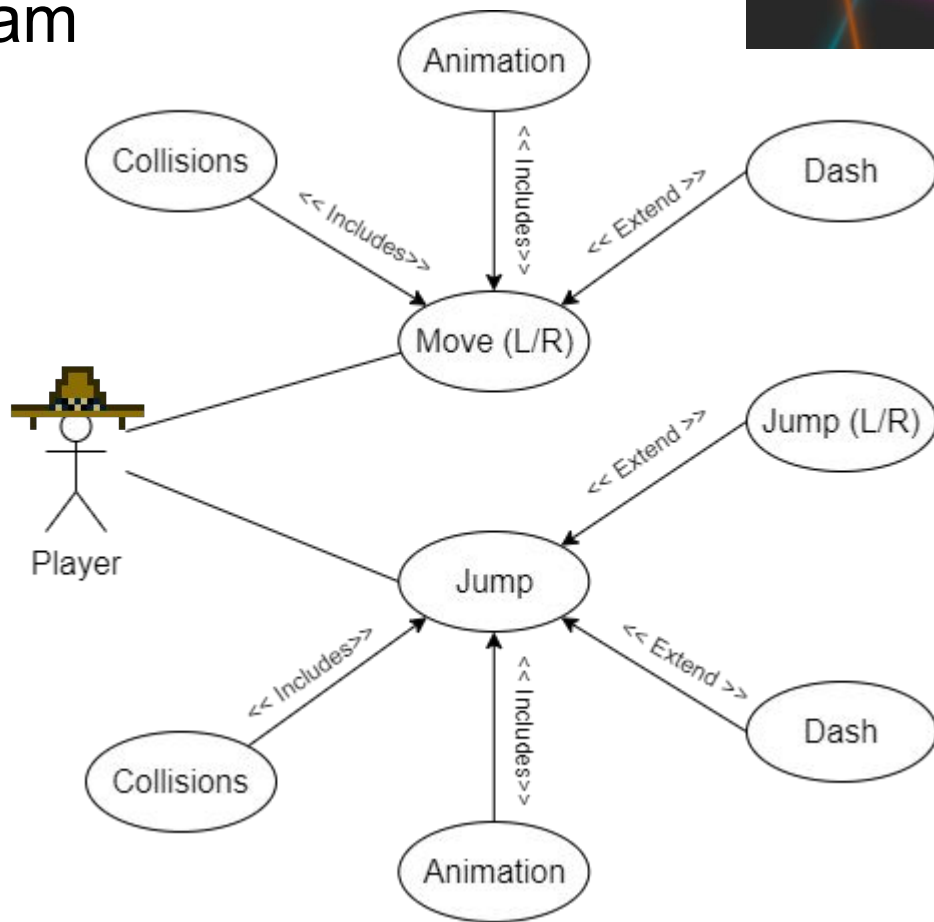 am
Animation
Collisions
Dash
<< Includes>>
<< Includes>>
<< Extend >>
Move (L/R)
Jump (L/R)
<< Extend >>
Player
Jump
<< Includes>>
<< Includes>>
<< Extend >>
Collisions
Dash
Animation